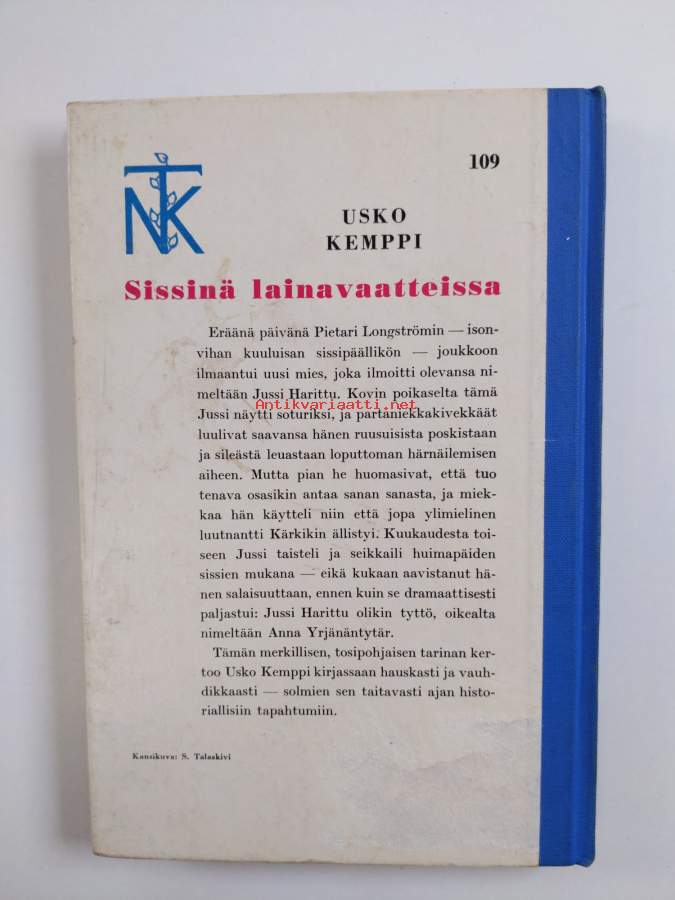 NTK
109
USKO
KEMPPI
Sissinä lainavaatteissa
Eräänä päivänä Pietari Longströmin — ison-
vihan kuuluisan sissipäällikön — joukkoon
ilmaantui uusi mies, joka ilmoitti olevansa ni-
meltään Jussi Harittu. Kovin poikaselta tämä
Antikvariaatti.net
Jussi näytti soturiksi, ja partaniekkakivekkäät
luulivat saavansa hänen ruusuisista poskistaan
ja sileästä leuastaan loputtoman härnäilemisen
aiheen. Mutta pian he huomasivat, että tuo
tenava osasikin antaa sanan sanasta, ja miek-
kaa hän käytteli niin että jopa ylimielinen
luutnantti Kärkikin ällistyi. Kuukaudesta toi-
seen Jussi taisteli ja seikkaili huimapäiden
sissien mukana — eikä kukaan aavistanut hä-
nen salaisuuttaan, ennen kuin se dramaattisesti
paljastui: Jussi Harittu olikin tyttö, oikealta
nimeltään Anna Yrjänäntytär.
Tämän merkillisen, tosipohjaisen tarinan ker-
too Usko Kemppi kirjassaan hauskasti ja vauh-
dikkaasti — solmien sen taitavasti ajan histo-
riallisiin tapahtumiin.
Kansikuva: S. Talaskivi